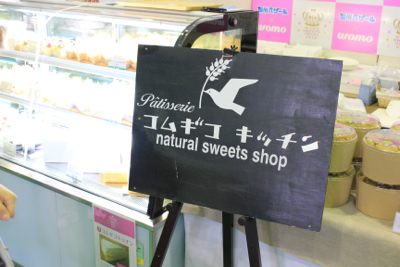 aromo
aromo
Pâtisserie
コムギコ キッチン
natural sweets shop